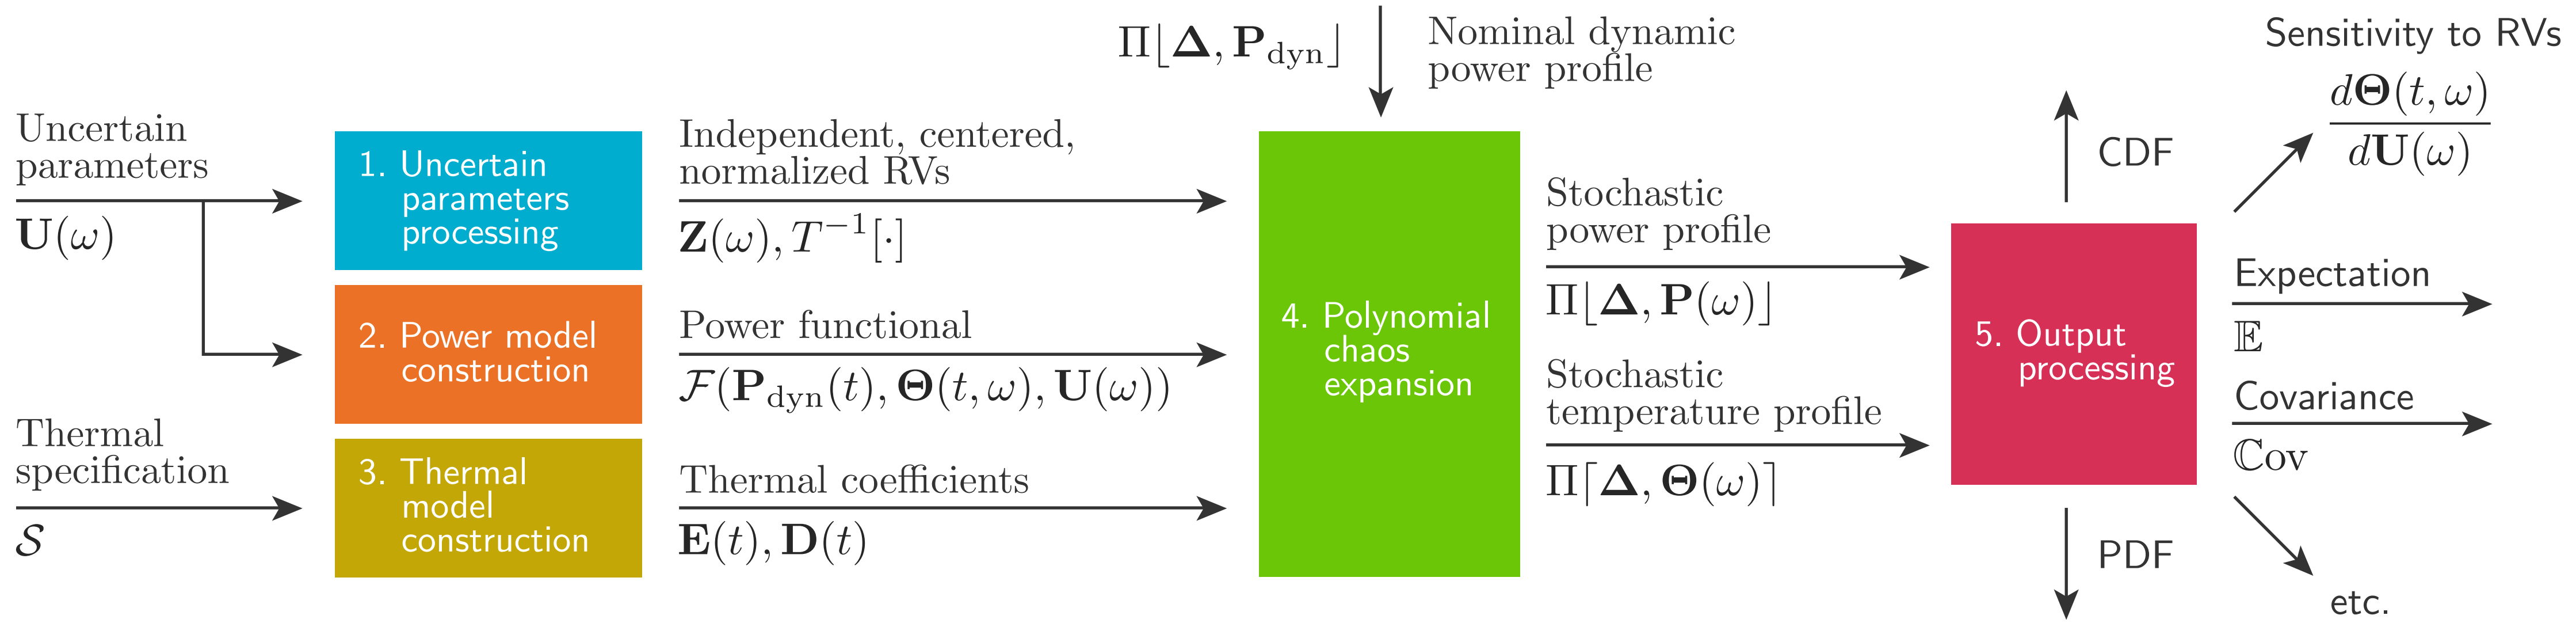 Uncertain
parameters
U(ω)
Thermal
specification
𝒮
1. Uncertain
parameters
processing
2. Power model
construction
3. Thermal
model
construction
Independent, centered,
normalized RVs
Z(ω), T⁻¹[·]
Power functional
ℱ(P_dyn(t), Θ(t, ω), U(ω))
Thermal coefficients
E(t), D(t)
Π⌊Δ, P_dyn⌋
Nominal dynamic
power profile
4. Polynomial
chaos
expansion
Stochastic
power profile
Π⌊Δ, P(ω)⌋
Stochastic
temperature profile
Π⌈Δ, Θ(ω)⌉
5. Output
processing
CDF
Sensitivity to RVs
dΘ(t, ω)
dU(ω)
Expectation
𝔼
Covariance
ℂov
PDF
etc.